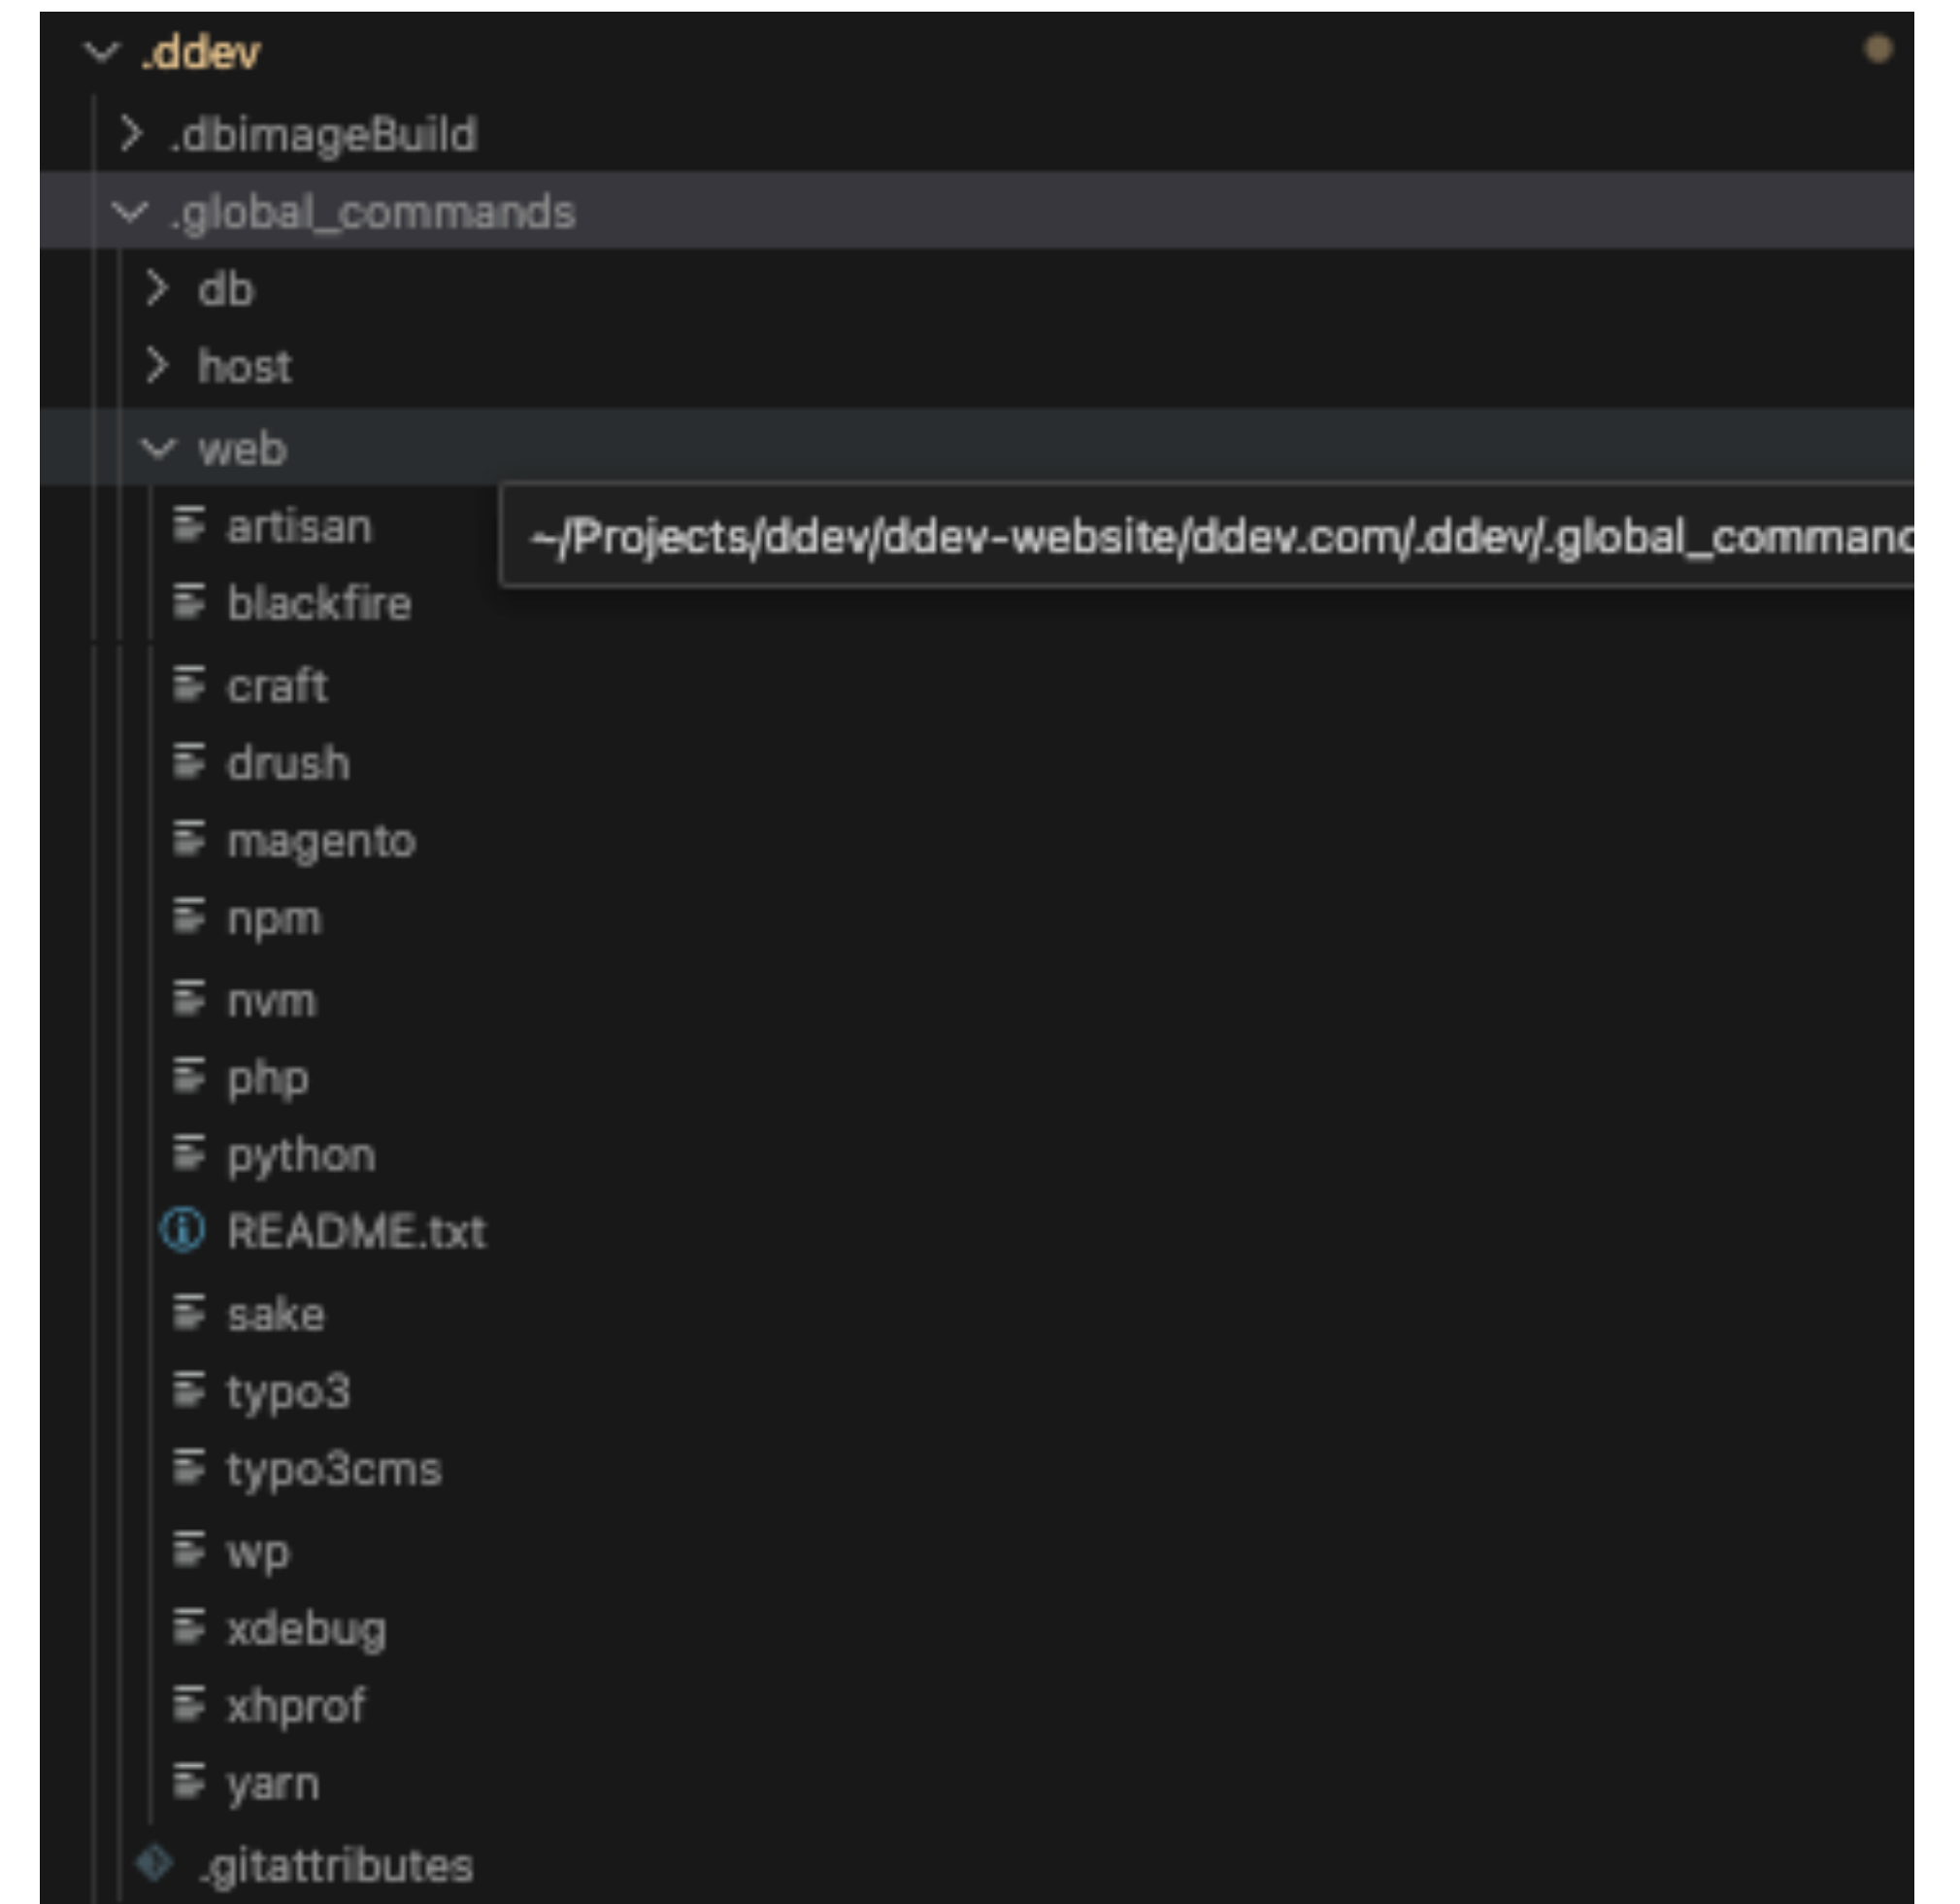 .ddev
.dbimageBuild
.global_commands
db
host
web
artisan
~/Projects/ddev/ddev-website/ddev.com/.ddev/.global_command
blackfire
craft
drush
magento
npm
nvm
php
python
README.txt
sake
typo3
typo3cms
wp
xdebug
xhprof
yarn
.gitattributes